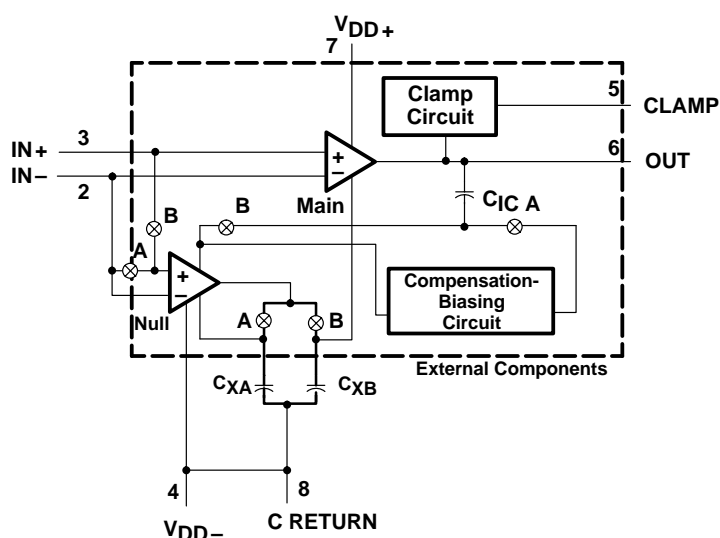 VDD+
7
Clamp
Circuit
5
CLAMP
IN+
3
IN−
2
+
−
Main
6
OUT
B
B
CIC
A
A
+
−
Null
Compensation-
Biasing
Circuit
A
B
External Components
CXA
CXB
4
8
VDD−
C RETURN